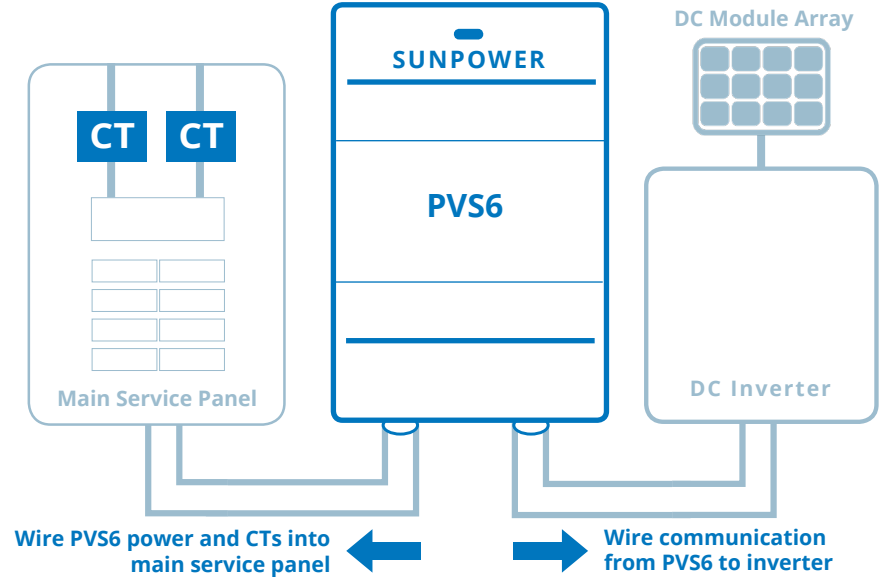 DC Module Array
SUNPOWER
CT CT
PVS6
Main Service Panel
DC Inverter
Wire PVS6 power and CTs into
main service panel
Wire communication
from PVS6 to inverter